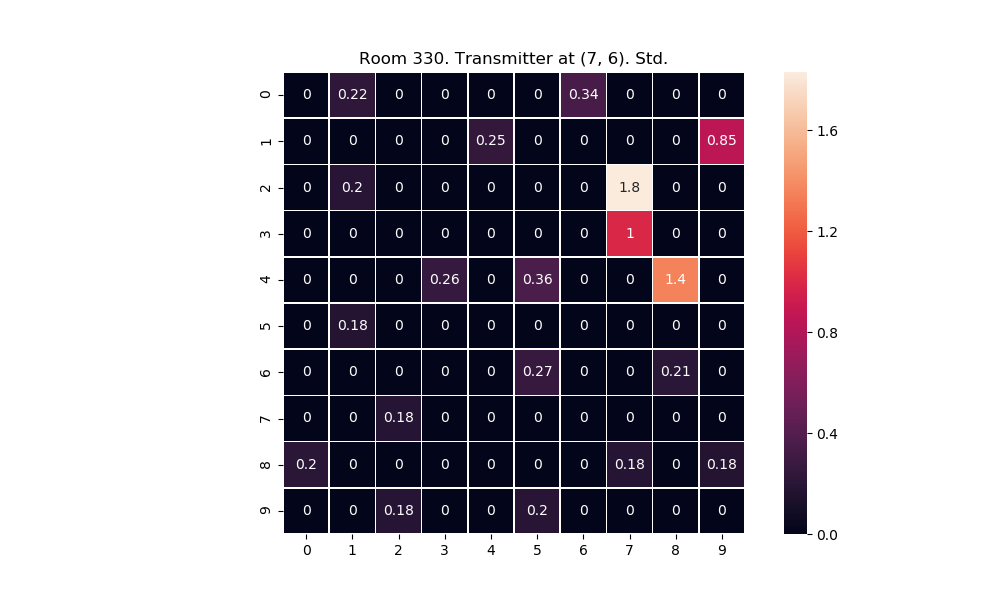 Room 330. Transmitter at (7, 6). Std.
0 0 0.22 0 0 0 0 0.34 0 0 0
1 0 0 0 0 0.25 0 0 0 0 0.85
2 0 0.2 0 0 0 0 0 1.8 0 0
3 0 0 0 0 0 0 0 1 0 0
4 0 0 0 0.26 0 0.36 0 0 1.4 0
5 0 0.18 0 0 0 0 0 0 0 0
6 0 0 0 0 0 0.27 0 0 0.21 0
7 0 0 0.18 0 0 0 0 0 0 0
8 0.2 0 0 0 0 0 0 0.18 0 0.18
9 0 0 0.18 0 0 0.2 0 0 0 0
0 1 2 3 4 5 6 7 8 9
1.6
1.2
0.8
0.4
0.0